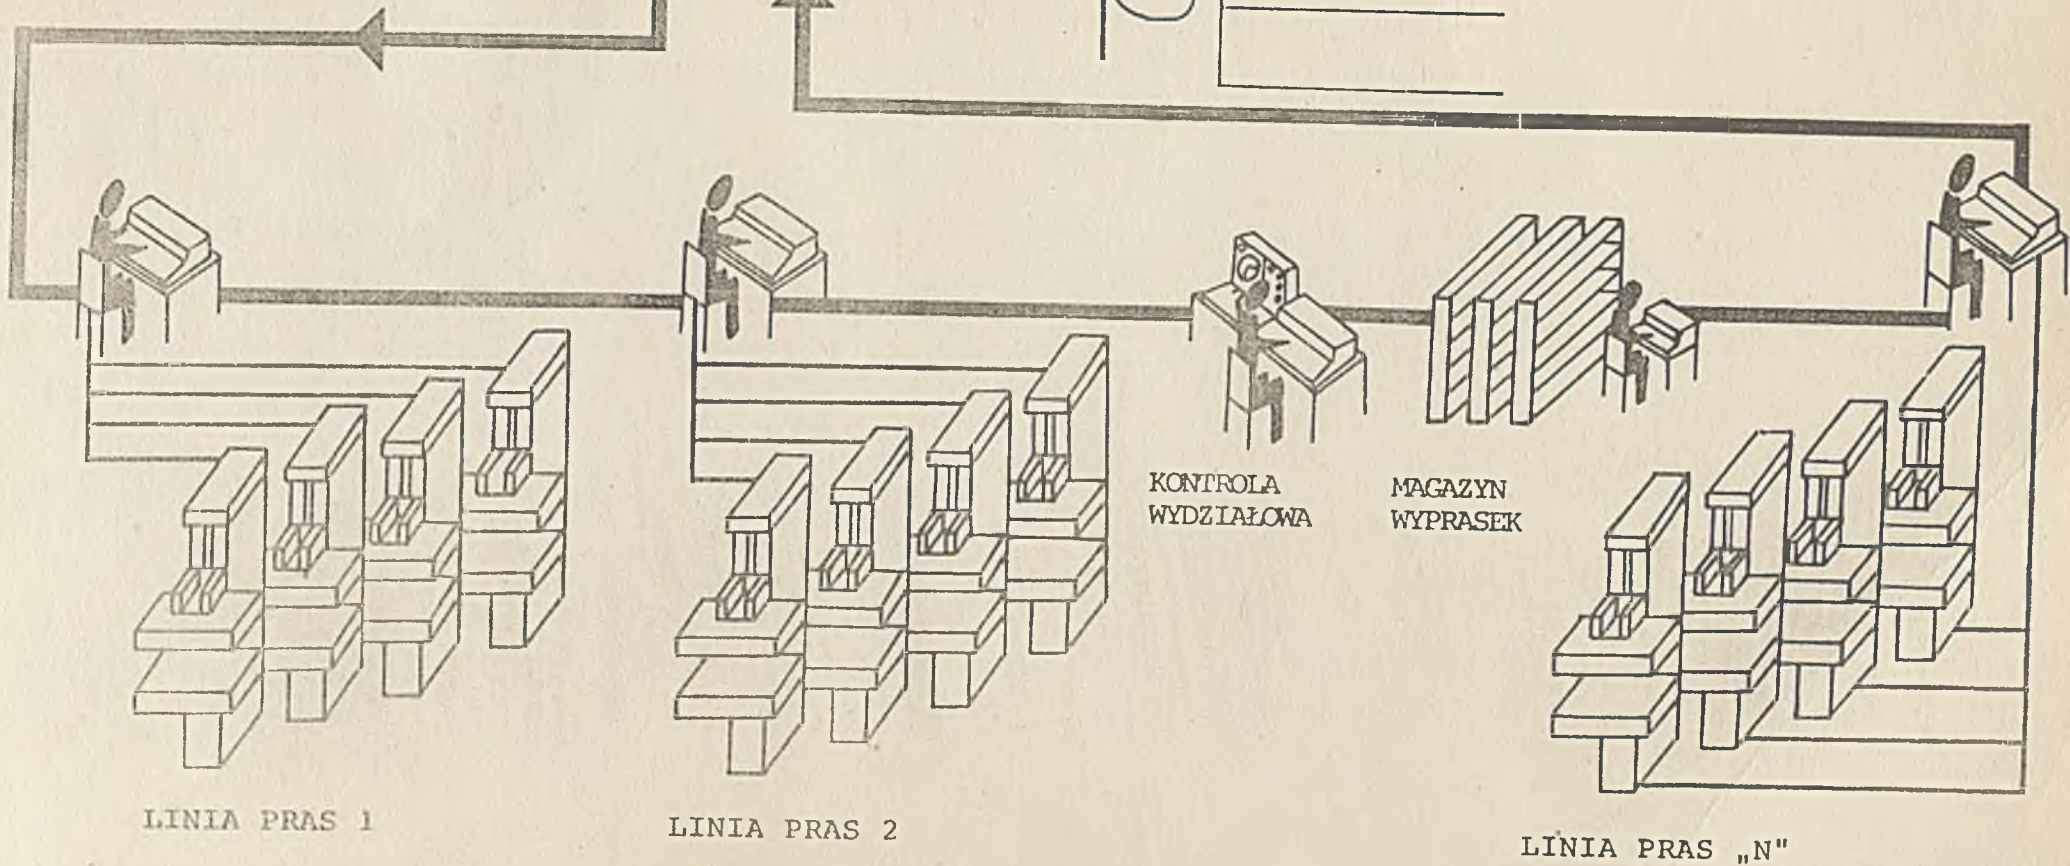 KONTROLA
WYDZIAŁOWA
MAGAZYN
WYPRASEK
LINIA PRAS 1
LINIA PRAS 2
LINIA PRAS „N"